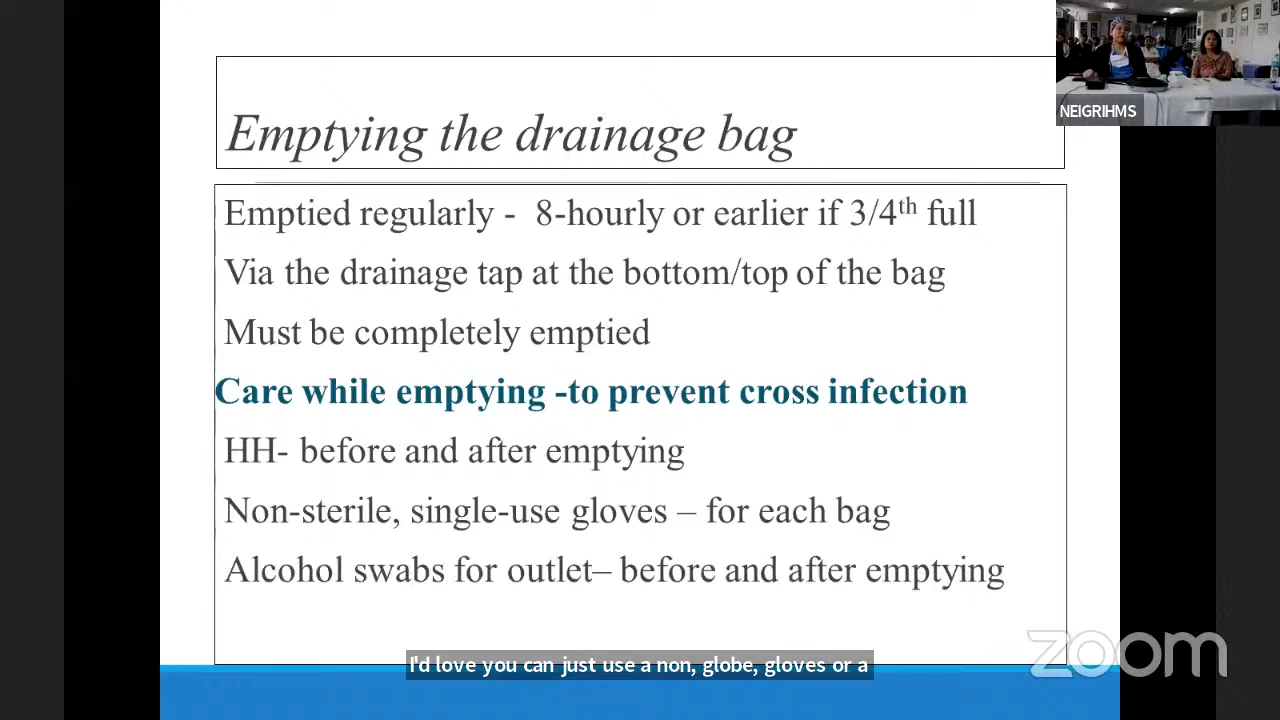 NEIGRIHMS
Emptying the drainage bag
Emptied regularly - 8-hourly or earlier if 3/4th full
Via the drainage tap at the bottom/top of the bag
Must be completely emptied
Care while emptying -to prevent cross infection
HH- before and after emptying
Non-sterile, single-use gloves – for each bag
Alcohol swabs for outlet– before and after emptying
zoom
I'd love you can just use a non, globe, gloves or a